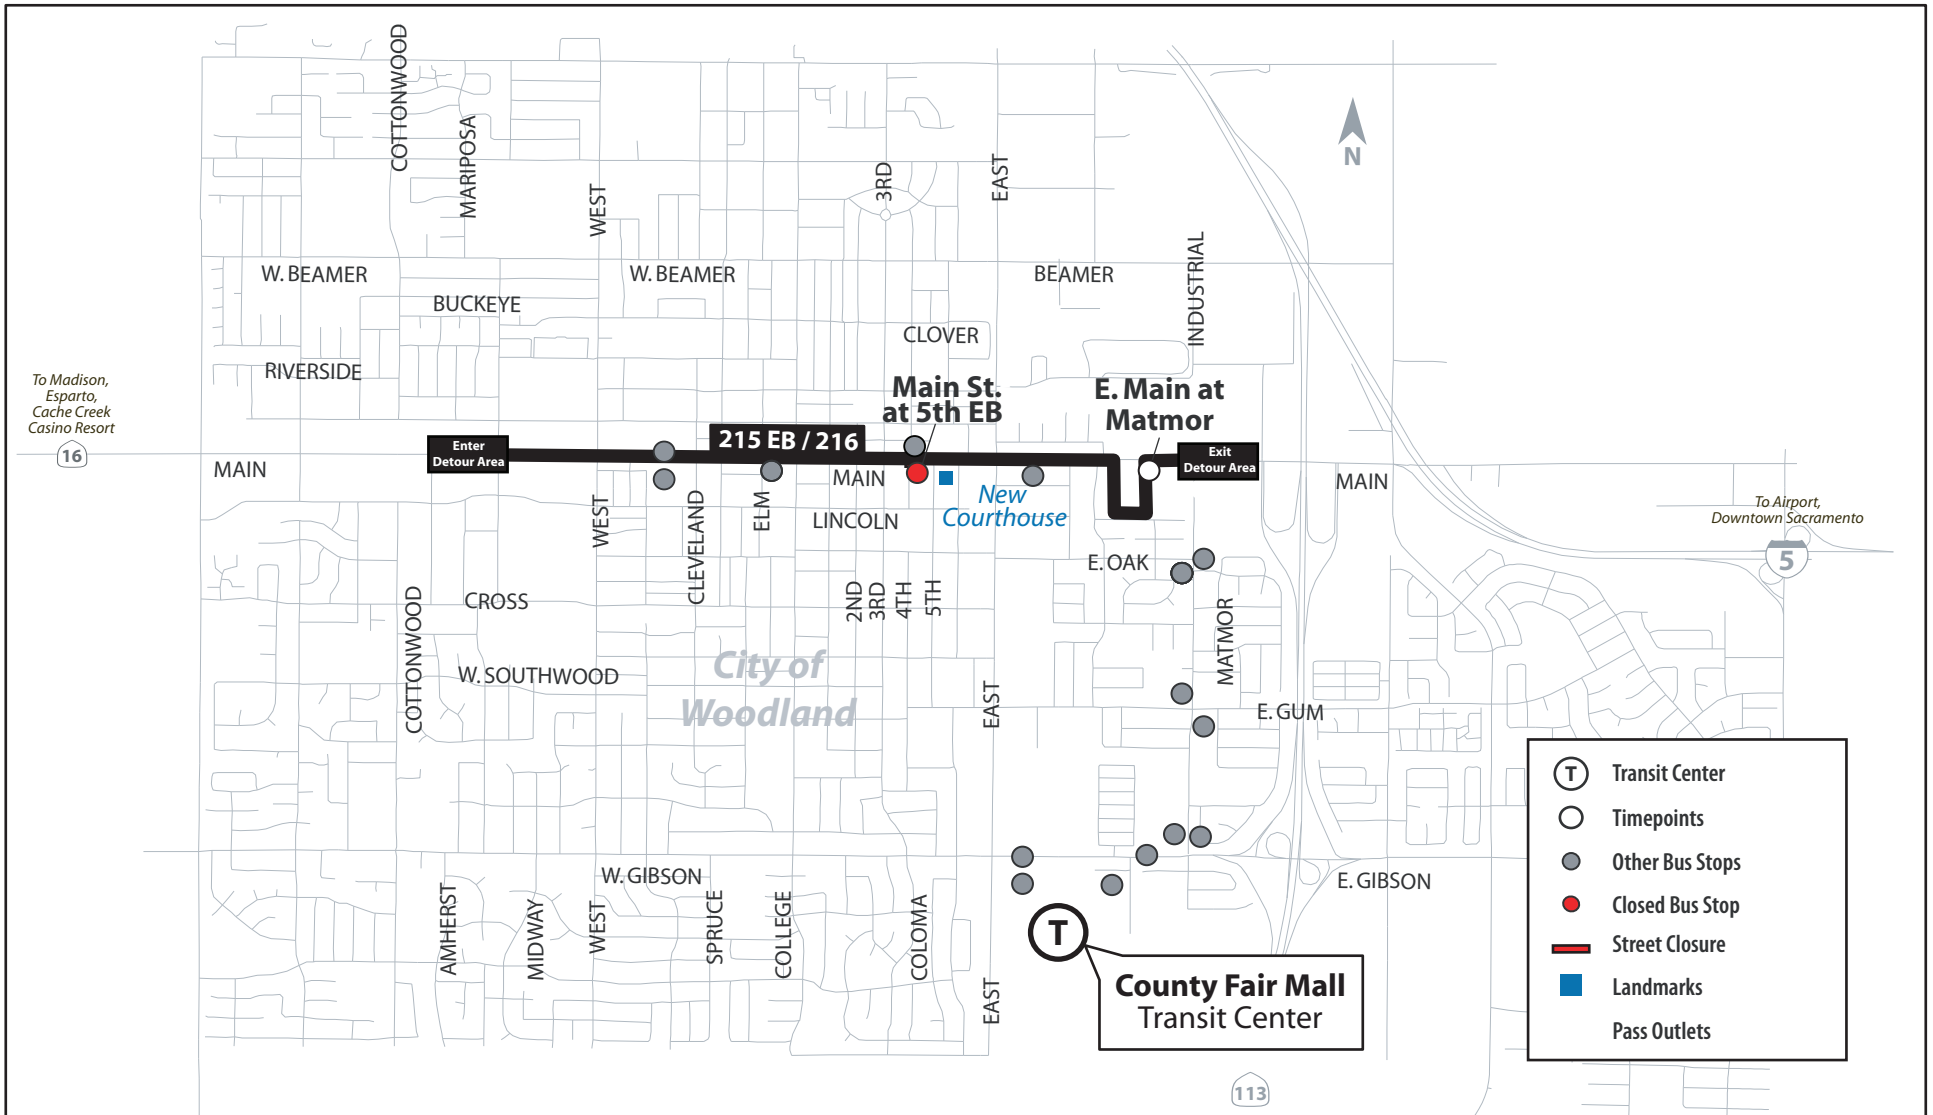 COTTONWOOD
MARIPOSA
WEST
3RD
EAST
N
W. BEAMER
W. BEAMER
BEAMER
INDUSTRIAL
BUCKEYE
CLOVER
RIVERSIDE
To Madison,
Esparto,
Cache Creek
Casino Resort
16
Main St.
at 5th EB
E. Main at
Matmor
Enter
Detour Area
215 EB / 216
Exit
Detour Area
MAIN
MAIN
MAIN
New
Courthouse
WEST
CLEVELAND
ELM
LINCOLN
To Airport,
Downtown Sacramento
5
E. OAK
COTTONWOOD
CROSS
2ND
3RD
4TH
5TH
MATMOR
W. SOUTHWOOD
City of
Woodland
EAST
E. GUM
T
Transit Center
Timepoints
Other Bus Stops
Closed Bus Stop
Street Closure
Landmarks
Pass Outlets
W. GIBSON
E. GIBSON
AMHERST
MIDWAY
WEST
SPRUCE
COLLEGE
COLOMA
EAST
T
County Fair Mall
Transit Center
113